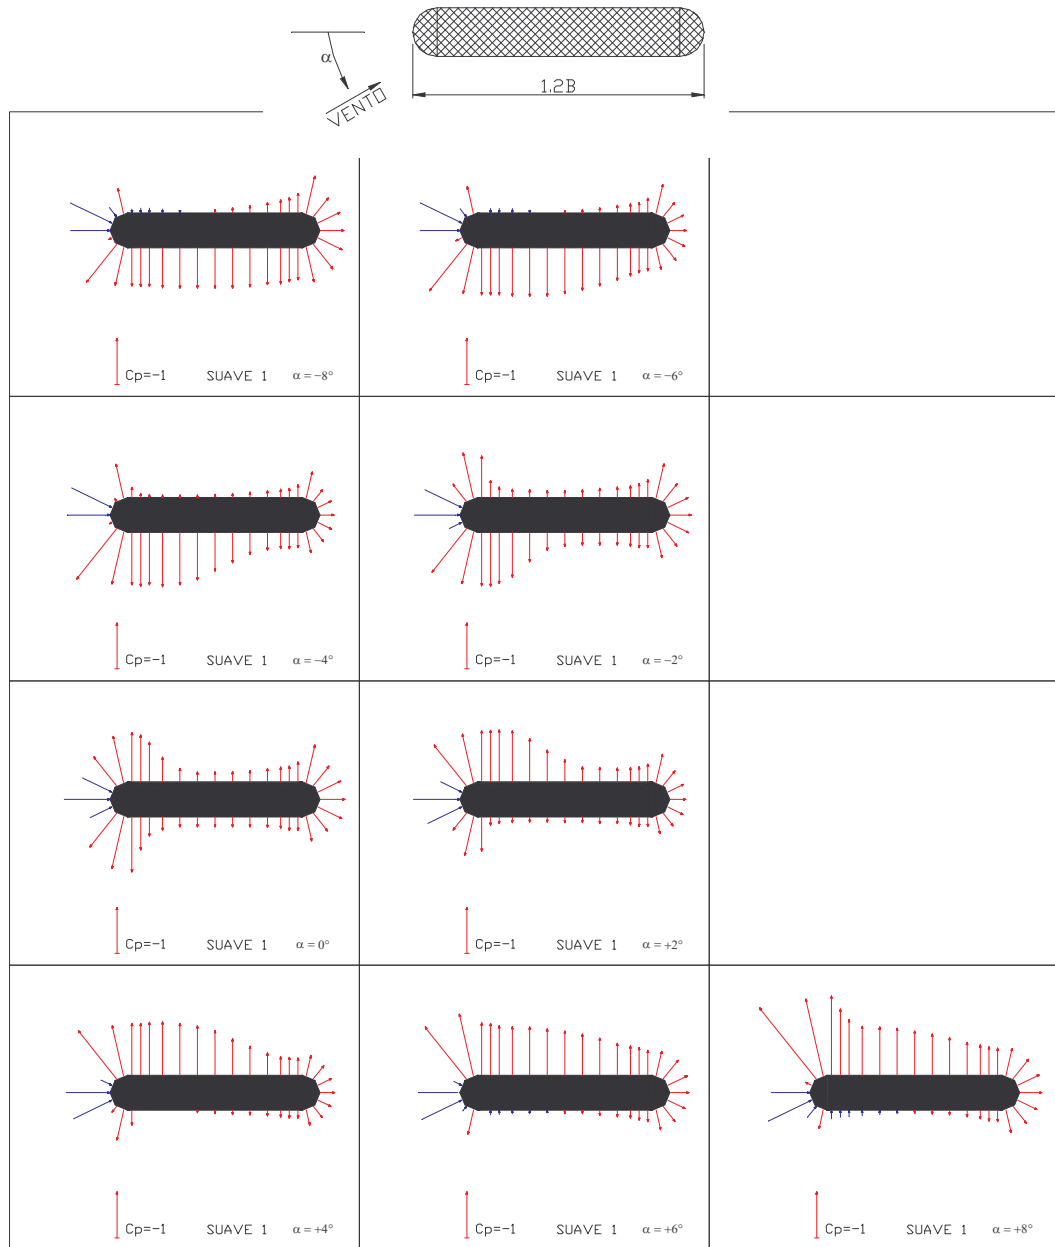 α
VENTO
1.2B
Cp=-1 SUAVE 1 α = -8°
Cp=-1 SUAVE 1 α = -6°
Cp=-1 SUAVE 1 α = -4°
Cp=-1 SUAVE 1 α = -2°
Cp=-1 SUAVE 1 α = 0°
Cp=-1 SUAVE 1 α = +2°
Cp=-1 SUAVE 1 α = +4°
Cp=-1 SUAVE 1 α = +6°
Cp=-1 SUAVE 1 α = +8°